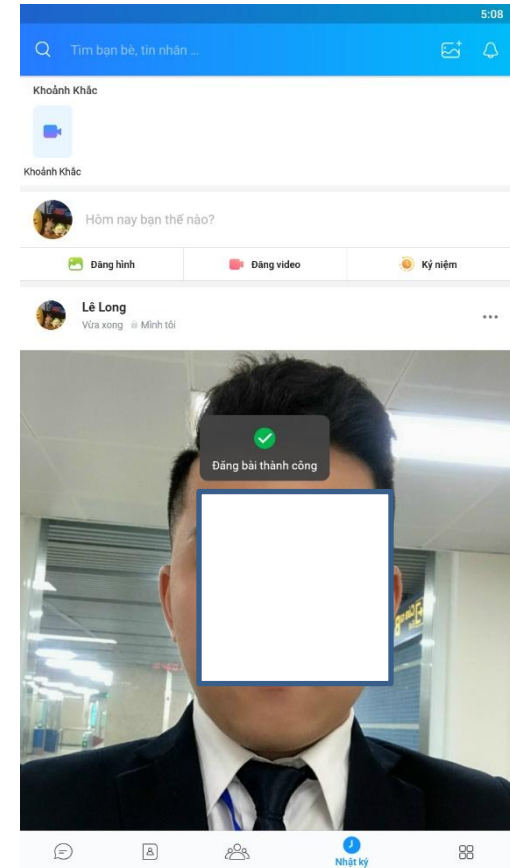 5:08
Tìm bạn bè, tin nhắn ...
Khoảnh Khắc
Khoảnh Khắc
Hôm nay bạn thế nào?
Đăng hình
Đăng video
Kỷ niệm
Lê Long
Vừa xong
Mình tôi
Đăng bài thành công
Nhật ký